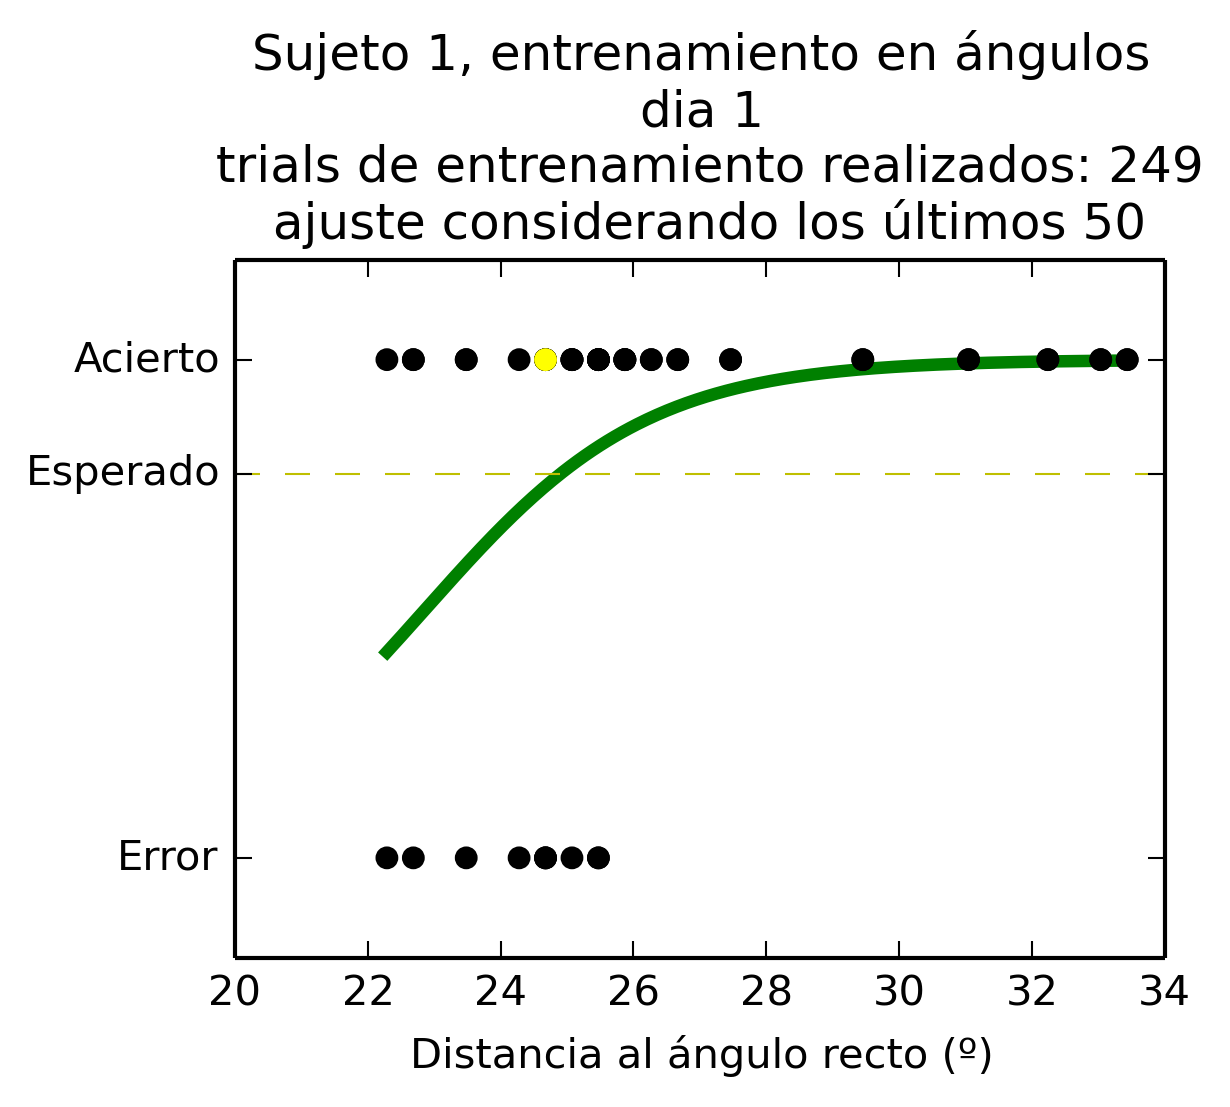 Sujeto 1, entrenamiento en ángulos
dia 1
trials de entrenamiento realizados: 249
ajuste considerando los últimos 50
Acierto
Esperado
Error
20 22 24 26 28 30 32 34
Distancia al ángulo recto (º)